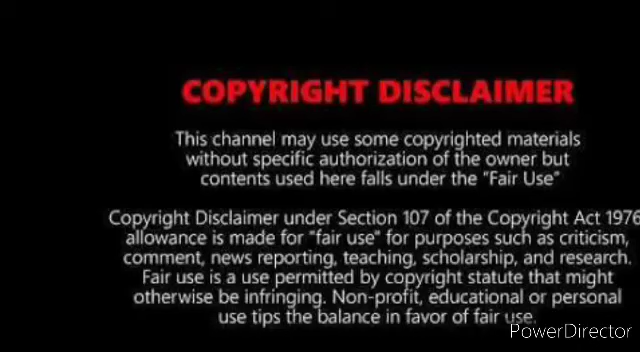 COPYRIGHT DISCLAIMER
This channel may use some copyrighted materials
without specific authorization of the owner but
contents used here falls under the "Fair Use"
Copyright Disclaimer under Section 107 of the Copyright Act 1976
allowance is made for "fair use" for purposes such as criticism,
comment, news reporting, teaching, scholarship, and research.
Fair use is a use permitted by copyright statute that might
otherwise be infringing. Non-profit, educational or personal
use tips the balance in favor of fair use.
PowerDirector